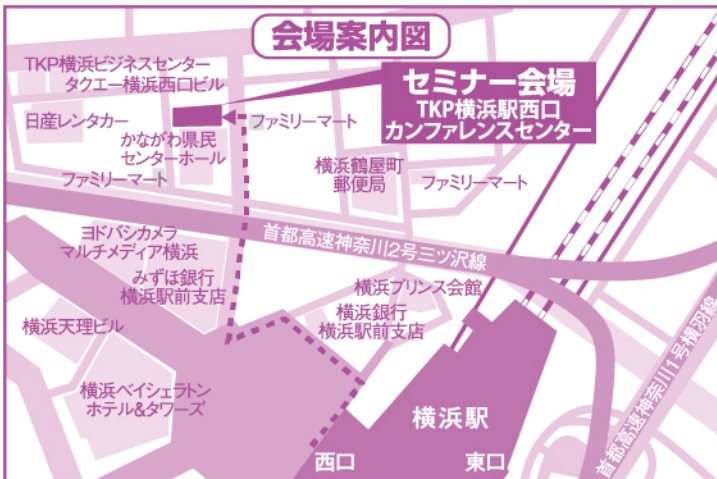 会場案内図
TKP横浜ビジネスセンター
タクエー横浜西口ビル
セミナー会場
TKP横浜駅西口
カンファレンスセンター
日産レンタカー
ファミリーマート
かながわ県民
センターホール
ファミリーマート
横浜鶴屋町
郵便局
ファミリーマート
首都高速神奈川2号三ツ沢線
ヨドバシカメラ
マルチメディア横浜
みずほ銀行
横浜駅前支店
横浜プリンス会館
横浜銀行
横浜駅前支店
横浜天理ビル
横浜ベイシェラトン
ホテル&タワーズ
横浜駅
西口
東口
首都高速神奈川1号横羽線